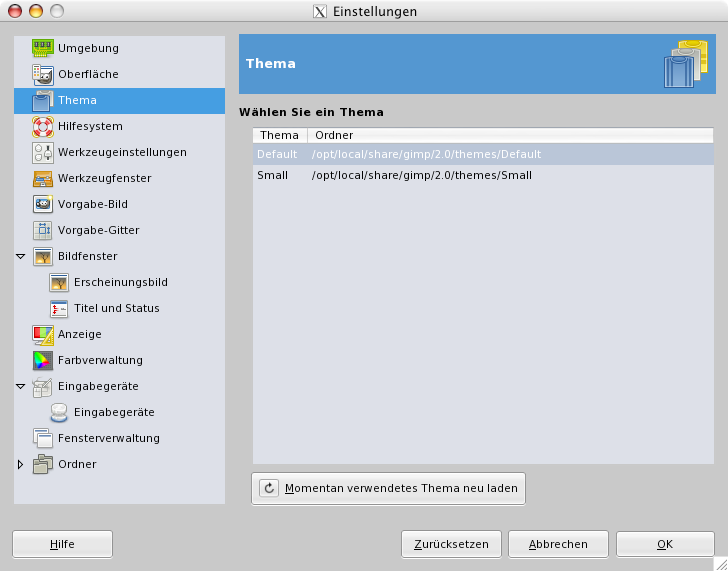 Einstellungen
Umgebung
Oberfläche
Thema
Hilfesystem
Werkzeugeinstellungen
Werkzeugfenster
Vorgabe-Bild
Vorgabe-Gitter
Bildfenster
Erscheinungsbild
Titel und Status
Anzeige
Farbverwaltung
Eingabegeräte
Eingabegeräte
Fensterverwaltung
Ordner
Thema
Wählen Sie ein Thema
Thema Ordner
Default /opt/local/share/gimp/2.0/themes/Default
Small /opt/local/share/gimp/2.0/themes/Small
Momentan verwendetes Thema neu laden
Hilfe Zurücksetzen Abbrechen OK